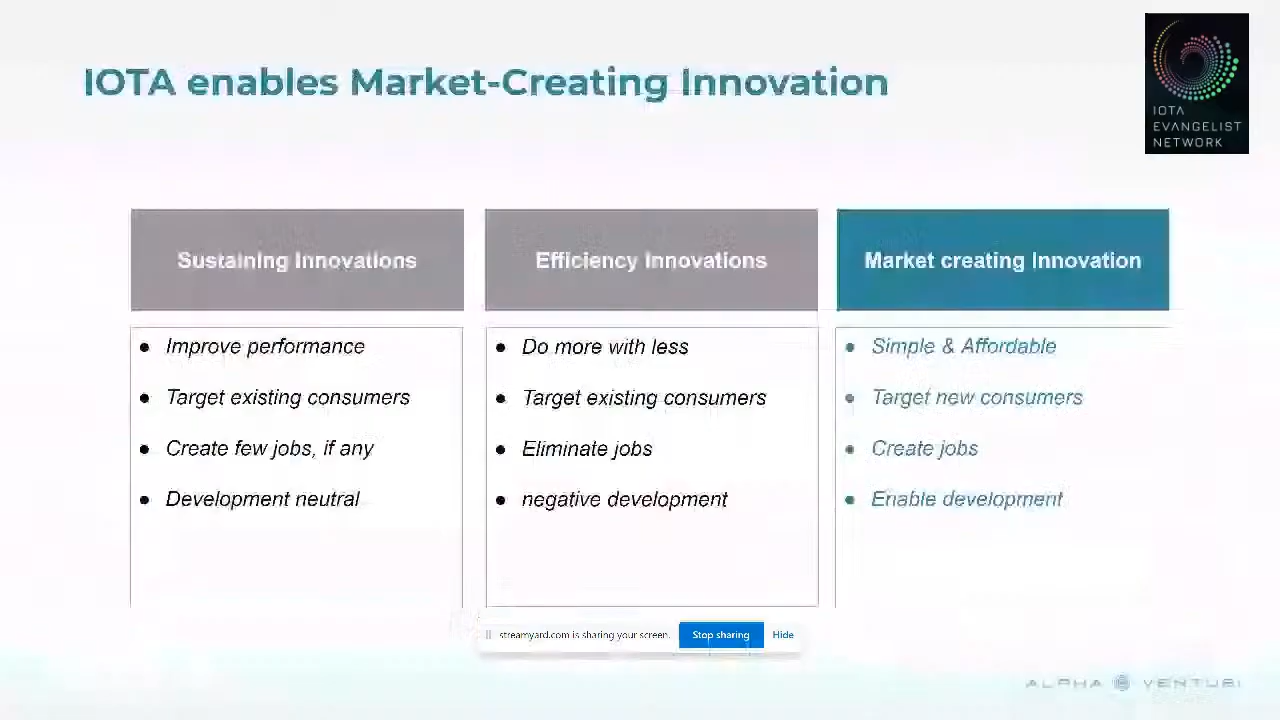 IOTA enables Market-Creating Innovation
IOTA
EVANGELIST
NETWORK
Sustaining Innovations
Efficiency Innovations
Market creating Innovation
● Improve performance
● Target existing consumers
● Create few jobs, if any
● Development neutral
● Do more with less
● Target existing consumers
● Eliminate jobs
● negative development
● Simple & Affordable
● Target new consumers
● Create jobs
● Enable development
streamyard.com is sharing your screen. Stop sharing Hide
ALPHA VENTURI